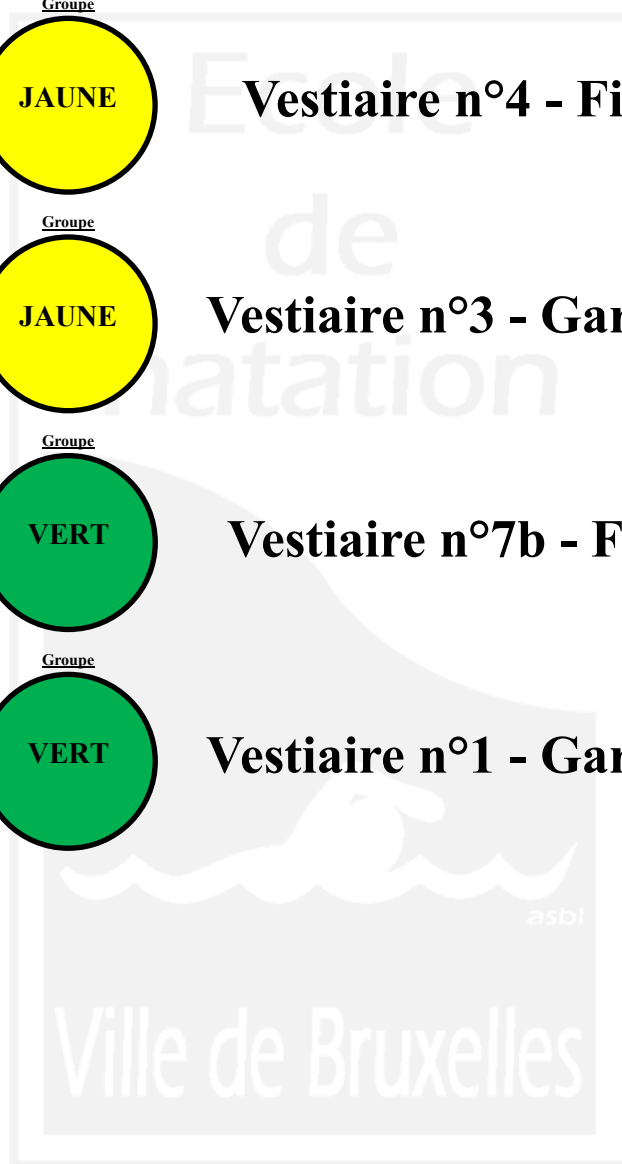 Groupe
JAUNE
Vestiaire n°4 - Fi
Groupe
JAUNE
Vestiaire n°3 - Gar
Groupe
VERT
Vestiaire n°7b - F
Groupe
VERT
Vestiaire n°1 - Gar
Ecole
de
natation
asbl
Ville de Bruxelles